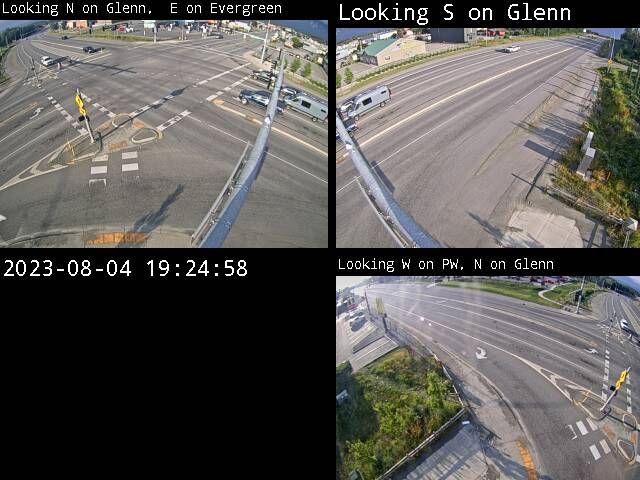 Looking N on Glenn,  E on Evergreen
Looking S on Glenn
2023-08-04 19:24:58
Looking W on PW, N on Glenn